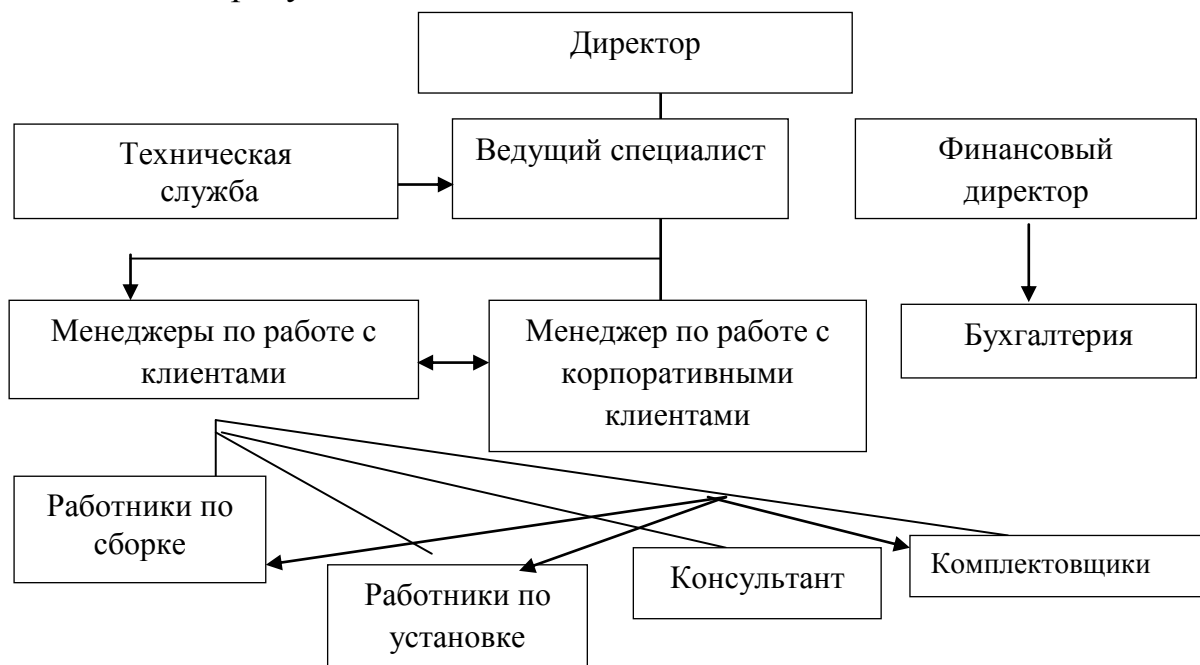 Директор
Техническая
служба
Ведущий специалист
Финансовый
директор
Менеджеры по работе с
клиентами
Менеджер по работе с
корпоративными
клиентами
Бухгалтерия
Работники по
сборке
Работники по
установке
Консультант
Комплектовщики